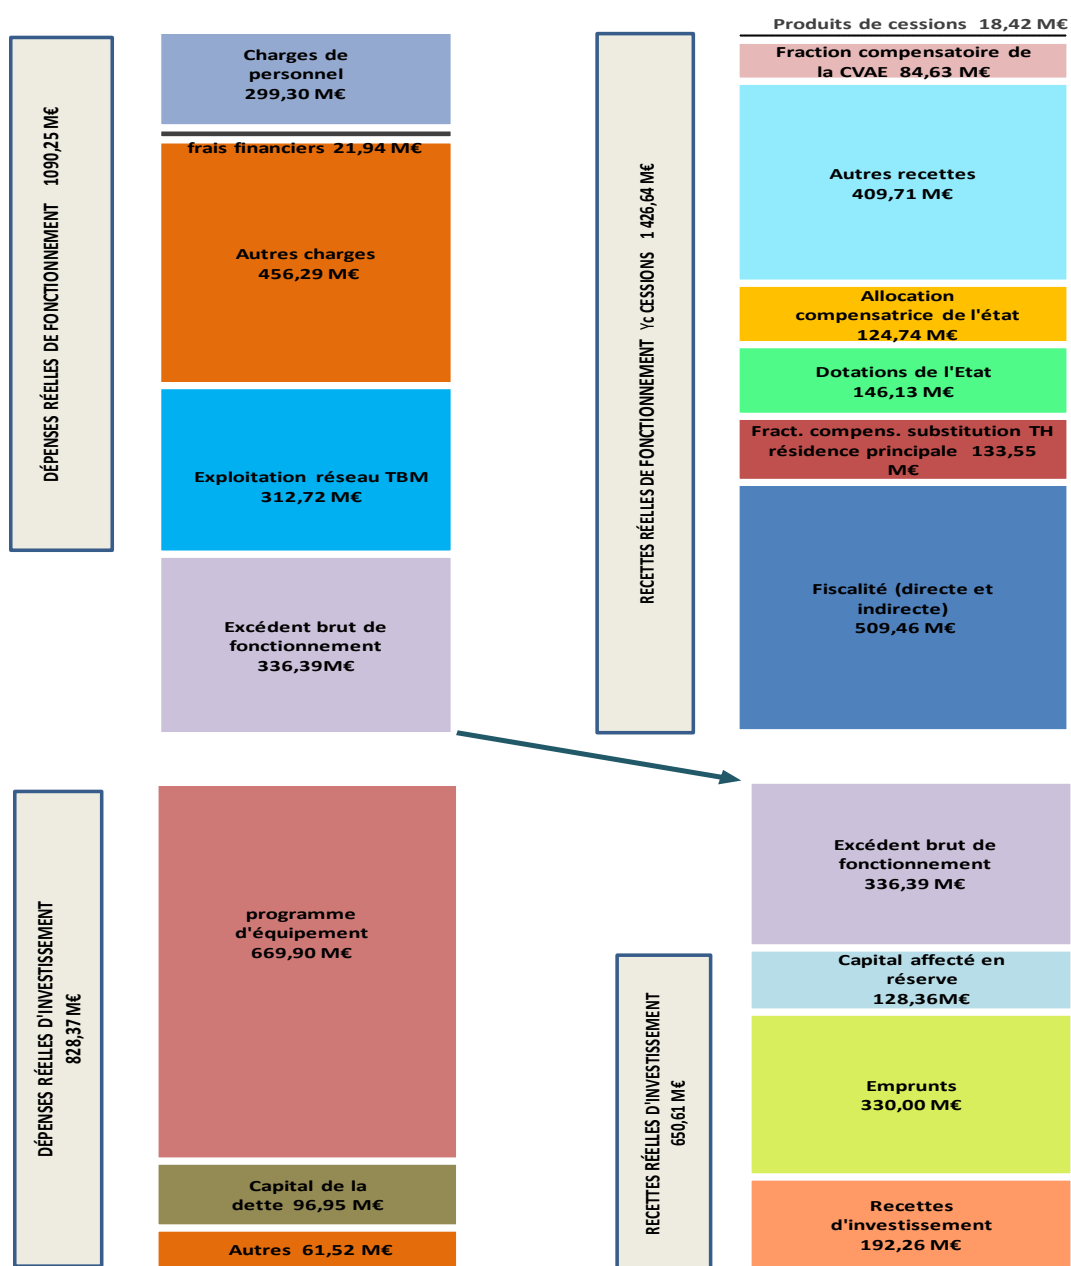 DÉPENSES RÉELLES DE FONCTIONNEMENT 1090,25 M€
Charges de
personnel
299,30 M€
frais financiers 21,94 M€
Autres charges
456,29 M€
Exploitation réseau TBM
312,72 M€
Excédent brut de
fonctionnement
336,39M€
RECETTES RÉELLES DE FONCTIONNEMENT Yc CESSIONS 1 426,64 M€
Produits de cessions 18,42 M€
Fraction compensatoire de
la CVAE 84,63 M€
Autres recettes
409,71 M€
Allocation
compensatrice de l'état
124,74 M€
Dotations de l'Etat
146,13 M€
Fract. compens. substitution TH
résidence principale 133,55
M€
Fiscalité (directe et
indirecte)
509,46 M€
DÉPENSES RÉELLES D'INVESTISSEMENT
828,37 M€
programme
d'équipement
669,90 M€
Capital de la
dette 96,95 M€
Autres 61,52 M€
RECETTES RÉELLES D'INVESTISSEMENT
650,61 M€
Excédent brut de
fonctionnement
336,39 M€
Capital affecté en
réserve
128,36M€
Emprunts
330,00 M€
Recettes
d'investissement
192,26 M€